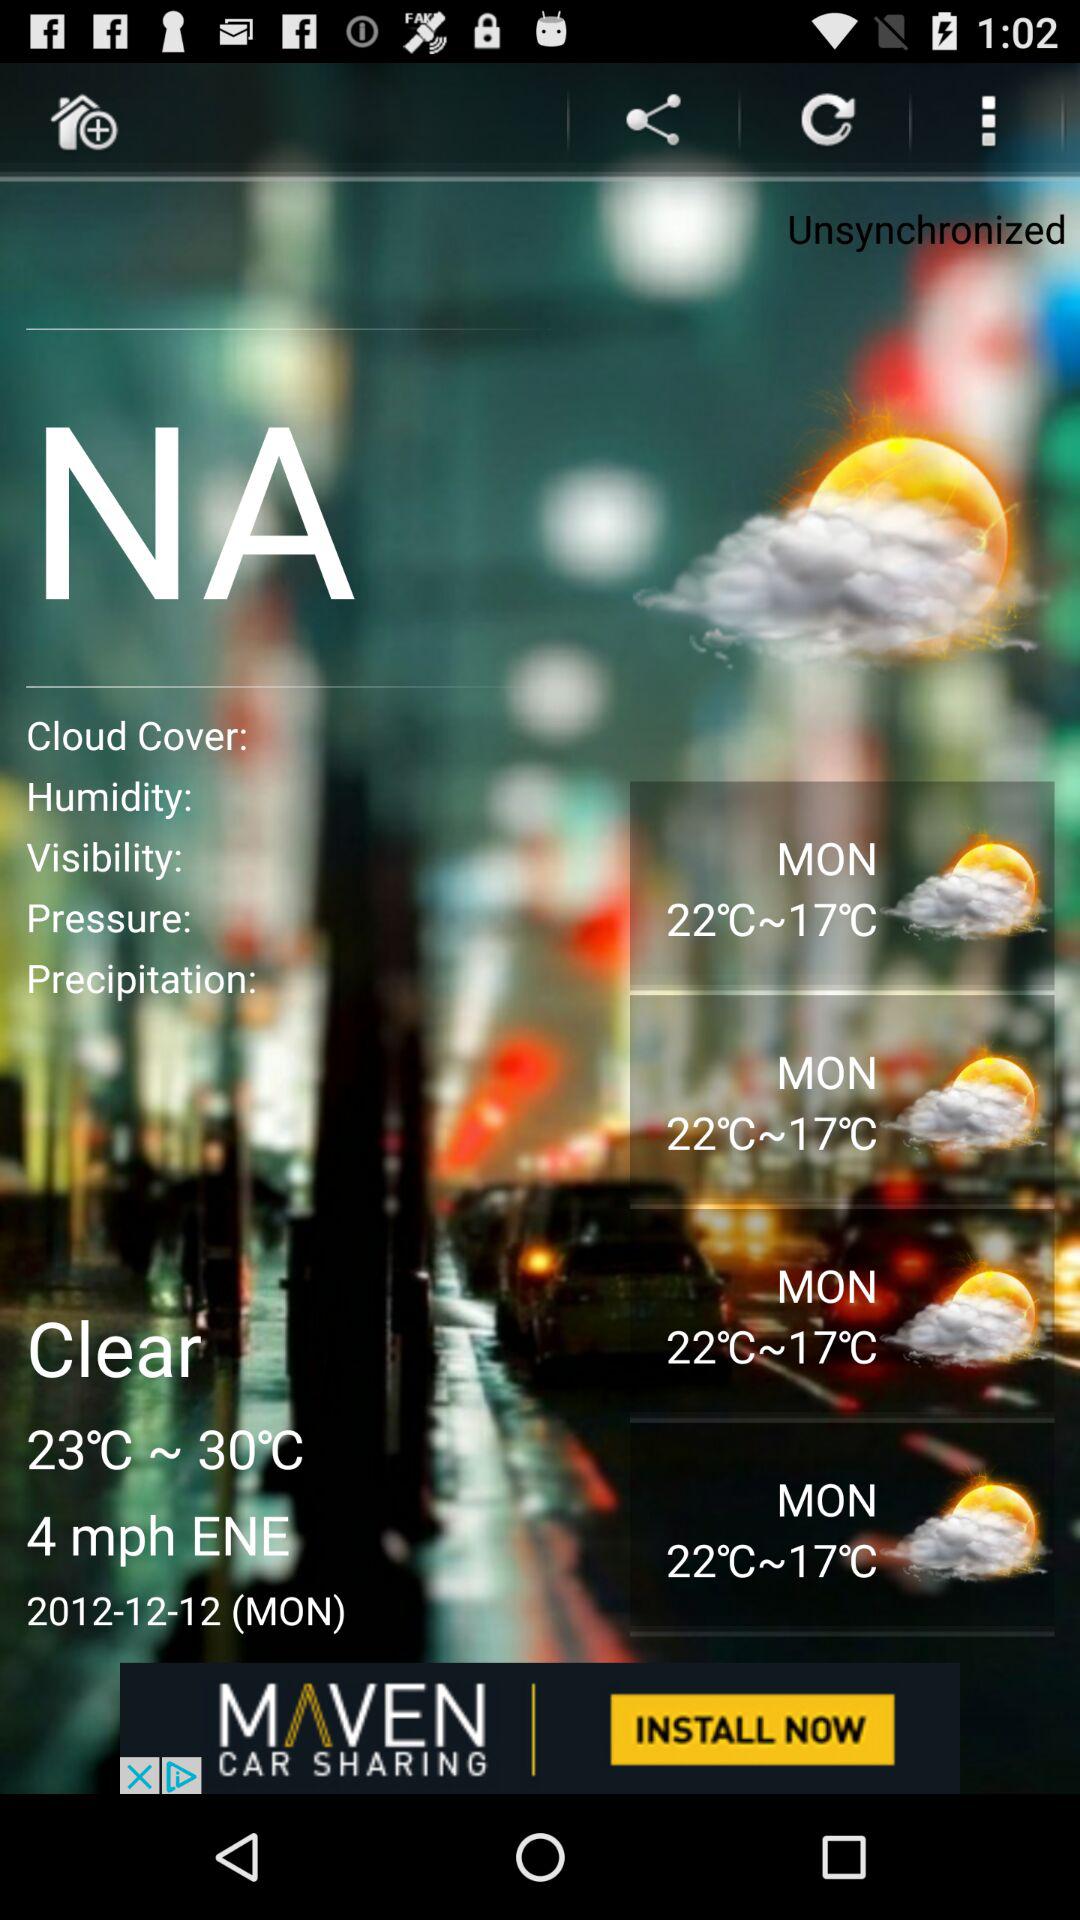 FAKE
1:02
Unsynchronized
NA
Cloud Cover:
Humidity:
Visibility:
Pressure:
Precipitation:
MON
22℃~17℃
MON
22℃~17℃
MON
22℃~17℃
MON
22℃~17℃
Clear
23℃ ~ 30℃
4 mph ENE
2012-12-12 (MON)
MAVEN
CAR SHARING
INSTALL NOW